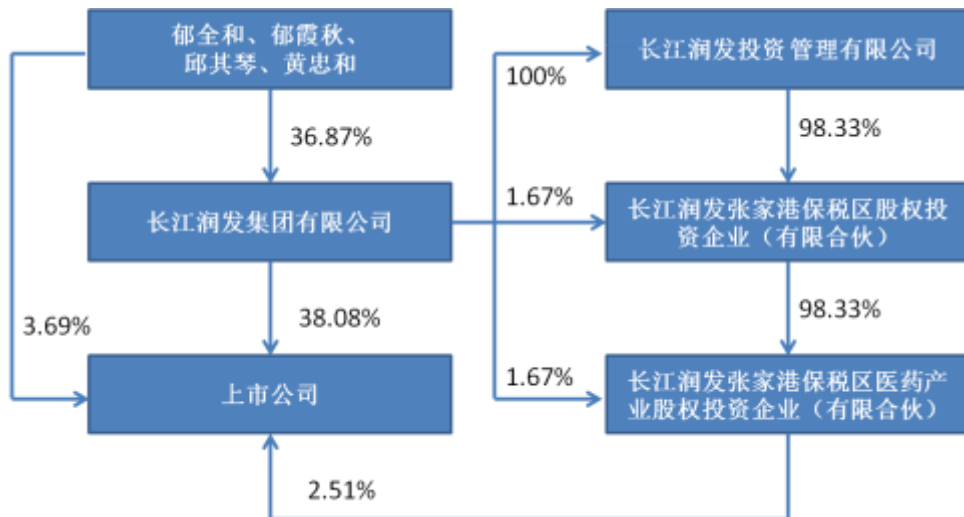 郁全和、郁霞秋、
邱其琴、黄忠和
长江润发投资管理有限公司
100%
36.87%
98.33%
长江润发集团有限公司
1.67%
长江润发张家港保税区股权投
资企业（有限合伙）
3.69%
38.08%
98.33%
上市公司
1.67%
长江润发张家港保税区医药产
业股权投资企业（有限合伙）
2.51%